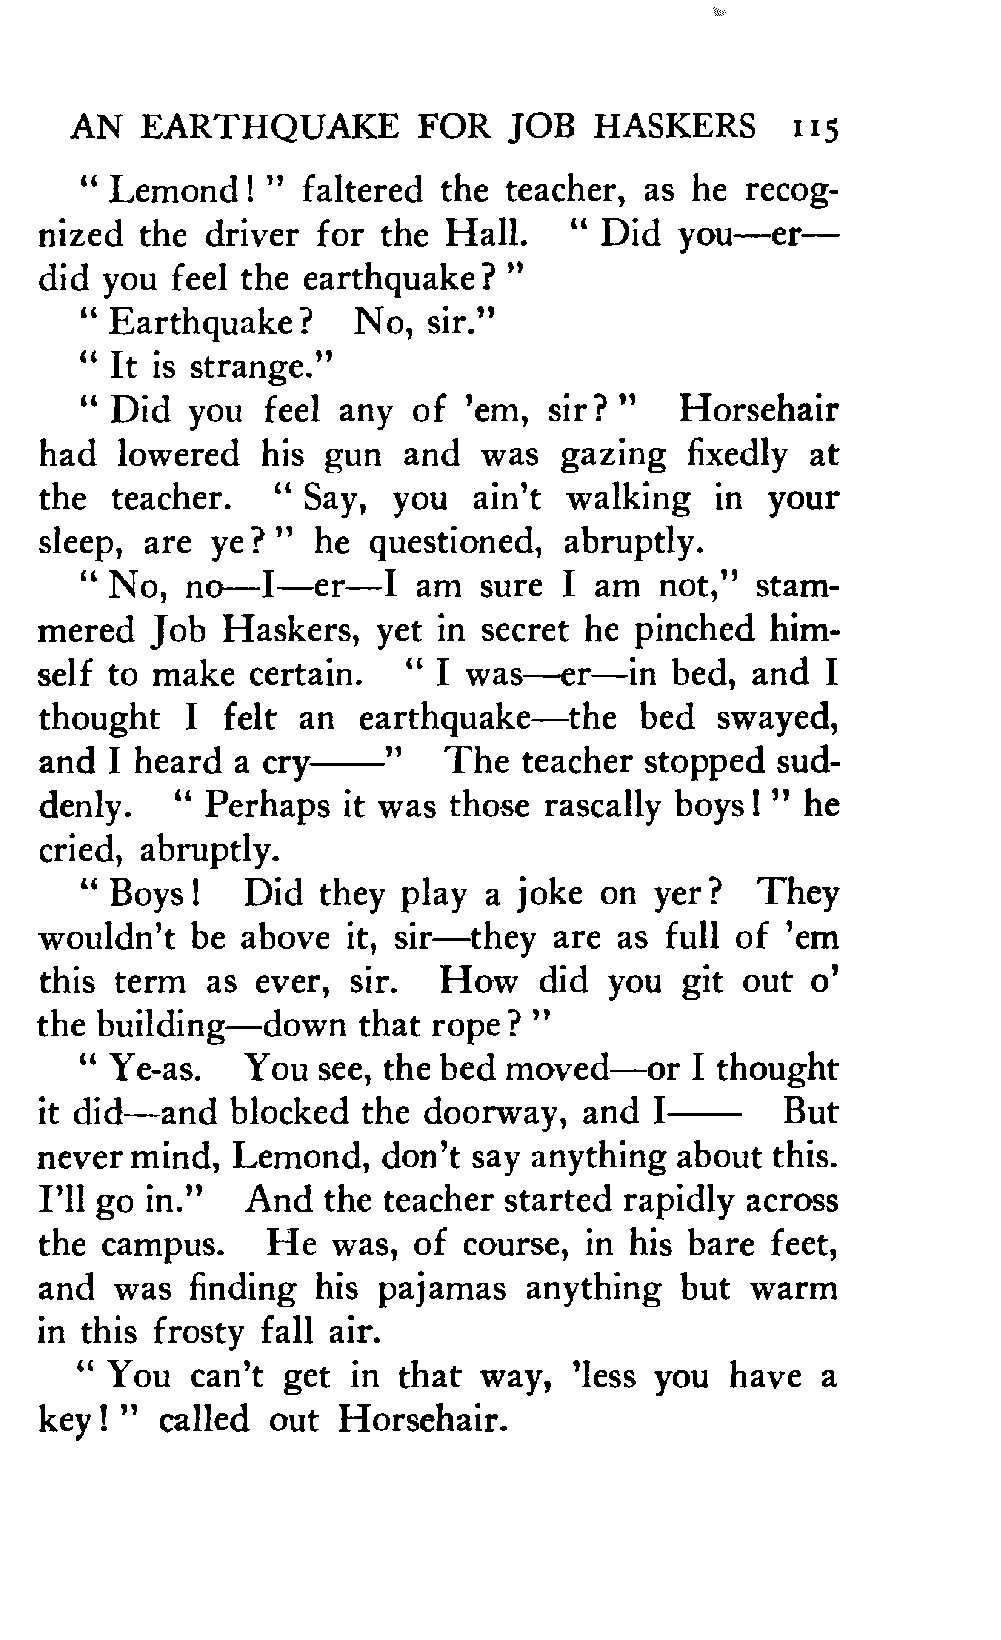 AN EARTHQUAKE FOR JOB HASKERS 115
“ Lemond! ” faltered the teacher, as he recog-
nized the driver for the Hall. “ Did you—er—
did you feel the earthquake? ”
“ Earthquake? No, sir.”
“ It is strange.”
“ Did you feel any of ’em, sir? ” Horsehair
had lowered his gun and was gazing fixedly at
the teacher. “ Say, you ain’t walking in your
sleep, are ye? ” he questioned, abruptly.
“ No, no—I—er—I am sure I am not,” stam-
mered Job Haskers, yet in secret he pinched him-
self to make certain. “ I was—er—in bed, and I
thought I felt an earthquake—the bed swayed,
and I heard a cry——” The teacher stopped sud-
denly. “ Perhaps it was those rascally boys! ” he
cried, abruptly.
“ Boys! Did they play a joke on yer? They
wouldn’t be above it, sir—they are as full of ’em
this term as ever, sir. How did you git out o’
the building—down that rope? ”
“ Ye-as. You see, the bed moved—or I thought
it did—and blocked the doorway, and I—— But
never mind, Lemond, don’t say anything about this.
I’ll go in.” And the teacher started rapidly across
the campus. He was, of course, in his bare feet,
and was finding his pajamas anything but warm
in this frosty fall air.
“ You can’t get in that way, ’less you have a
key! ” called out Horsehair.